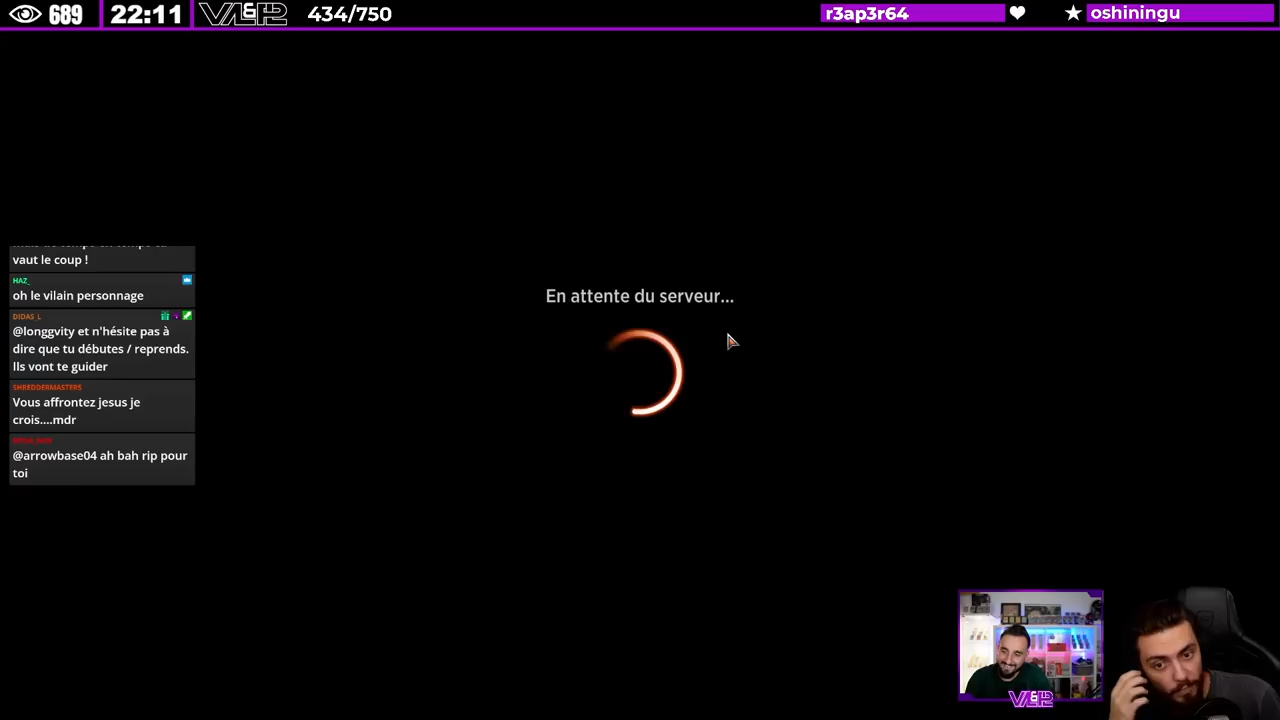 689 22:11 434/750 r3ap3r64 oshiningu
vaut le coup !
HAZ_
oh le vilain personnage
DIDAS_L
@longgvity et n'hésite pas à
dire que tu débutes / reprends.
Ils vont te guider
SHREDDERMASTERS
Vous affrontez jesus je
crois....mdr
@arrowbase04 ah bah rip pour
toi
En attente du serveur...